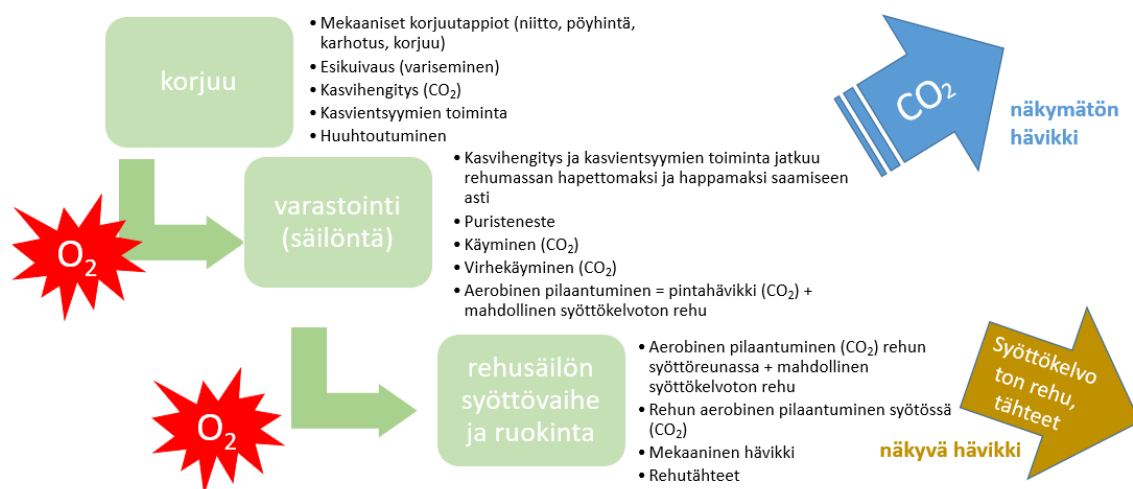 korjuu
• Mekaaniset korjuutappiot (niitto, pöyhintä,
karhotus, korjuu)
• Esikuivaus (variseminen)
• Kasvihengitys (CO₂)
• Kasvientsyymien toiminta
• Huuhtoutuminen
CO₂
näkymätön
hävikki
O₂
varastointi
(säilöntä)
• Kasvihengitys ja kasvientsyymien toiminta jatkuu
rehumassan hapettomaksi ja happamaksi saamiseen
asti
• Puristeneste
• Käyminen (CO₂)
• Virhekäyminen (CO₂)
• Aerobinen pilaantuminen = pintahävikki (CO₂) +
mahdollinen syöttökelvoton rehu
O₂
rehusäilön
syöttövaihe
ja ruokinta
• Aerobinen pilaantuminen (CO₂) rehun
syöttöreunassa + mahdollinen
syöttökelvoton rehu
• Rehun aerobinen pilaantuminen syötössä
(CO₂)
• Mekaaninen hävikki
• Rehutähteet
Syöttökelvo
ton rehu,
tähteet
näkyvä hävikki